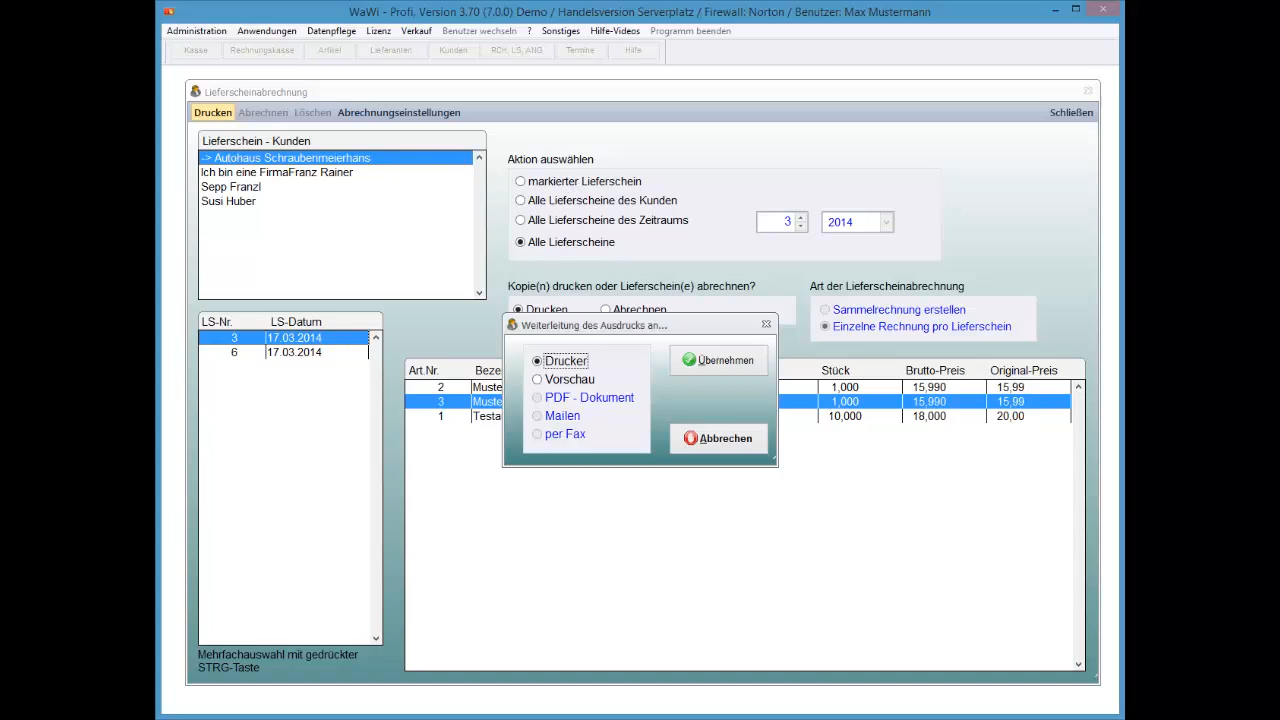 WaWi - Profi, Version 3.70 (7.0.0) Demo / Handelsversion Serverplatz / Firewall: Norton / Benutzer: Max Mustermann
Administration Anwendungen Datenpflege Lizenz Verkauf Benutzer wechseln ? Sonstiges Hilfe-Videos Programm beenden
Kasse Rechnungskasse Artikel Lieferanten Kunden RCH, LS, ANG Termine Hilfe
Lieferscheinabrechnung
Drucken Abrechnen Löschen Abrechnungseinstellungen Schließen
Lieferschein - Kunden
-> Autohaus Schraubenmeierhans
Ich bin eine FirmaFranz Rainer
Sepp Franzl
Susi Huber
Aktion auswählen
markierter Lieferschein
Alle Lieferscheine des Kunden
Alle Lieferscheine des Zeitraums 3 2014
Alle Lieferscheine
Kopie(n) drucken oder Lieferschein(e) abrechnen?
Drucken Abrechnen
Art der Lieferscheinabrechnung
Sammelrechnung erstellen
Einzelne Rechnung pro Lieferschein
LS-Nr. LS-Datum
3 17.03.2014
6 17.03.2014
Mehrfachauswahl mit gedrückter
STRG-Taste
Weiterleitung des Ausdrucks an...
Drucker
Vorschau
PDF - Dokument
Mailen
per Fax
Übernehmen
Abbrechen
Art.Nr. Beze Stück Brutto-Preis Original-Preis
2 Muste 1,000 15,990 15,99
3 Muste 1,000 15,990 15,99
1 Testa 10,000 18,000 20,00